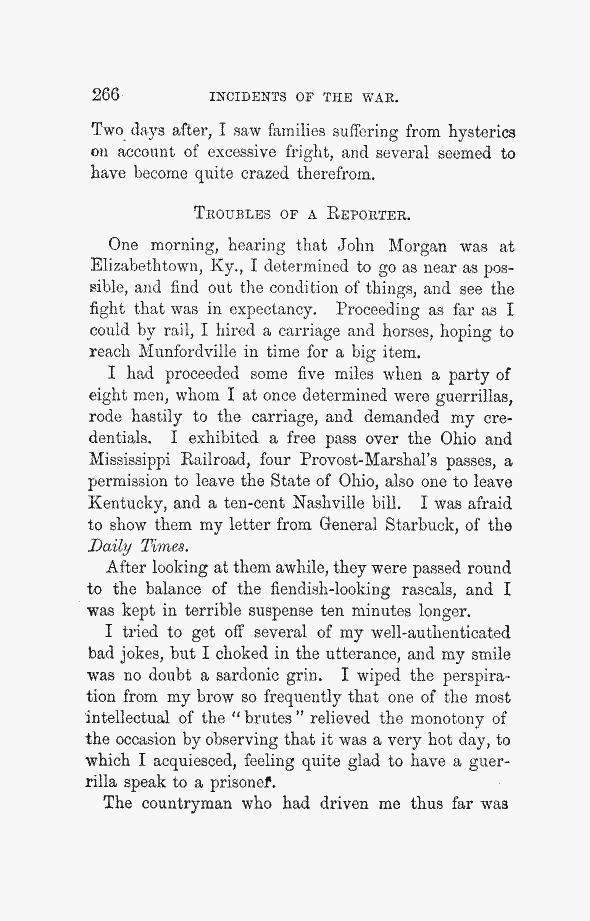 266 INCIDENTS OF THE WAR.
Two days after, I saw families suffering from hysterics
on account of excessive fright, and several seemed to
have become quite crazed therefrom.
TROUBLES OF A REPORTER.
One morning, hearing that John Morgan was at
Elizabethtown, Ky., I determined to go as near as pos-
sible, and find out the condition of things, and see the
fight that was in expectancy. Proceeding as far as I
could by rail, I hired a carriage and horses, hoping to
reach Munfordville in time for a big item.
I had proceeded some five miles when a party of
eight men, whom I at once determined were guerrillas,
rode hastily to the carriage, and demanded my cre-
dentials. I exhibited a free pass over the Ohio and
Mississippi Railroad, four Provost-Marshal's passes, a
permission to leave the State of Ohio, also one to leave
Kentucky, and a ten-cent Nashville bill. I was afraid
to show them my letter from General Starbuck, of the
Daily Times.
After looking at them awhile, they were passed round
to the balance of the fiendish-looking rascals, and I
was kept in terrible suspense ten minutes longer.
I tried to get off several of my well-authenticated
bad jokes, but I choked in the utterance, and my smile
was no doubt a sardonic grin. I wiped the perspira-
tion from my brow so frequently that one of the most
intellectual of the "brutes" relieved the monotony of
the occasion by observing that it was a very hot day, to
which I acquiesced, feeling quite glad to have a guer-
rilla speak to a prisoner.
The countryman who had driven me thus far was